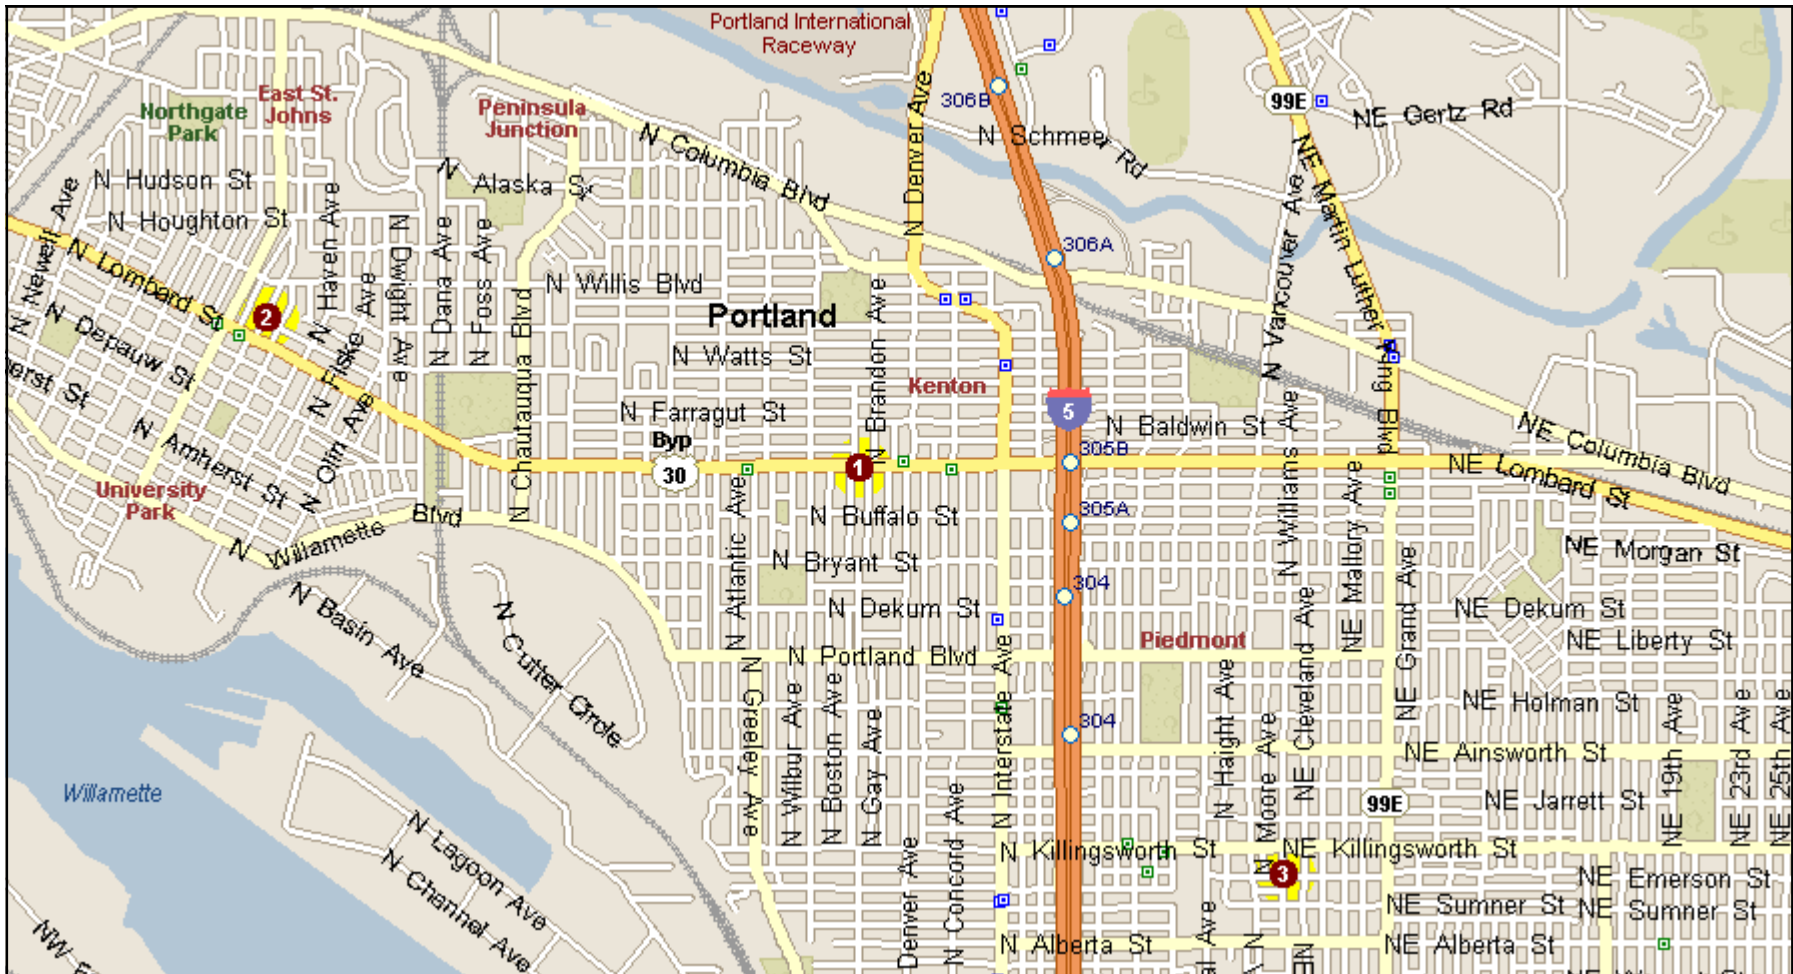 Portland International
Raceway
East St.
Johns
Northgate
Park
Peninsula
Junction
306B
99E
NE Gertz Rd
N Schmeer Rd
N Columbia Blvd
N Denver Ave
NE Martin Luther King Blvd
N Hudson St
N Alaska St
N Houghton St
N Newell Ave
N Haven Ave
N Dwight Ave
N Dana Ave
N Foss Ave
N Vancouver Ave
306A
N Lombard St
N Willis Blvd
2
Portland
N Depauw St
N Fiske Ave
N Chautauqua Blvd
N Watts St
N Brandon Ave
Kenton
N Farragut St
5
N Baldwin St
NE Columbia Blvd
erst St
N Olin Ave
N Amherst St
Byp
30
1
305B
NE Lombard St
N Williams Ave
NE Mallory Ave
University
Park
N Willamette Blvd
N Atlantic Ave
N Buffalo St
305A
N Bryant St
NE Morgan St
NE Grand Ave
304
N Basin Ave
N Cutter Circle
N Dekum St
NE Dekum St
Piedmont
NE Liberty St
N Portland Blvd
N Greeley Ave
N Wilbur Ave
N Boston Ave
N Gay Ave
N Interstate Ave
N Haight Ave
N Moore Ave
NE Cleveland Ave
NE Holman St
304
NE 19th Ave
NE 23rd Ave
NE 25th Ave
NE Ainsworth St
Willamette
99E
NE Jarrett St
N Lagoon Ave
N Channel Ave
Denver Ave
N Concord Ave
N Killingsworth St
NE Killingsworth St
3
NE Emerson St
NE Sumner St
NE Sumner St
N Alberta St
al Ave
NE Alberta St
NW
N
NE